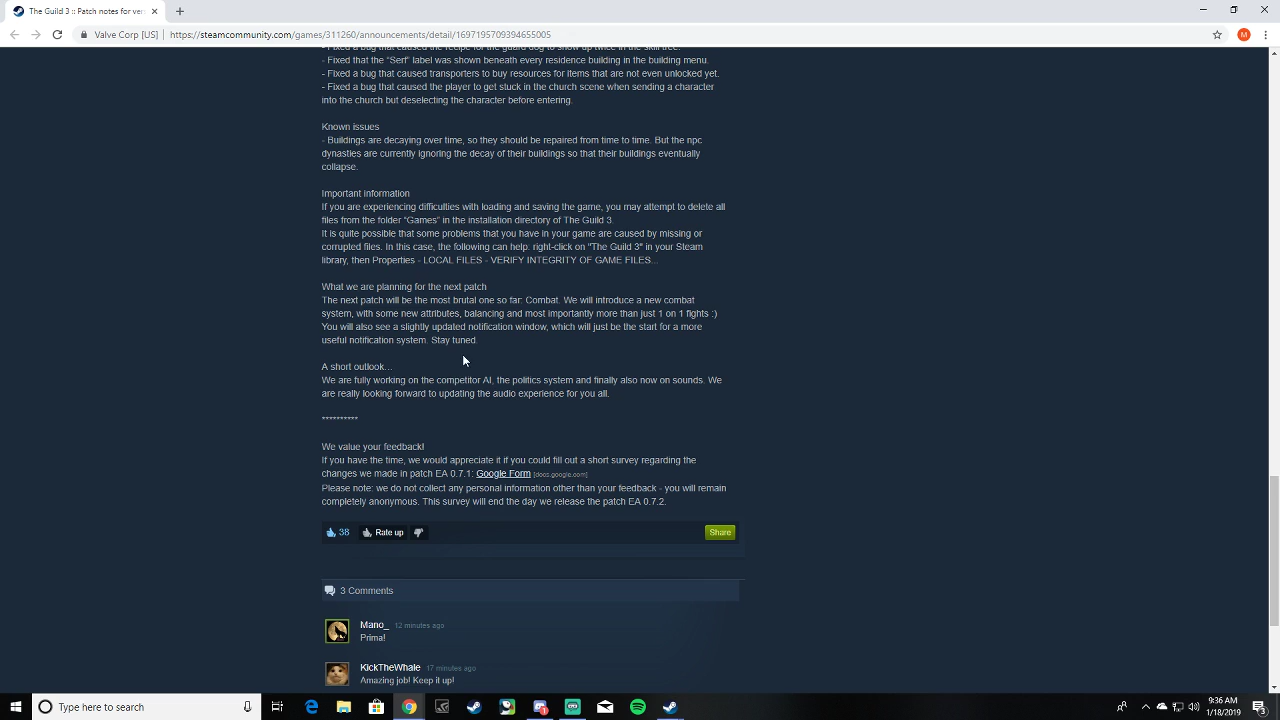 The Guild 3 :: Patch notes for ver
Valve Corp [US] | https://steamcommunity.com/games/311260/announcements/detail/1697195709394655005
M
- Fixed a bug that caused the recipe for the guard dog to show up twice in the skill tree.
- Fixed that the "Serf" label was shown beneath every residence building in the building menu.
- Fixed a bug that caused transporters to buy resources for items that are not even unlocked yet.
- Fixed a bug that caused the player to get stuck in the church scene when sending a character
into the church but deselecting the character before entering.
Known issues
- Buildings are decaying over time, so they should be repaired from time to time. But the npc
dynasties are currently ignoring the decay of their buildings so that their buildings eventually
collapse.
Important information
If you are experiencing difficulties with loading and saving the game, you may attempt to delete all
files from the folder "Games" in the installation directory of The Guild 3.
It is quite possible that some problems that you have in your game are caused by missing or
corrupted files. In this case, the following can help: right-click on "The Guild 3" in your Steam
library, then Properties - LOCAL FILES - VERIFY INTEGRITY OF GAME FILES...
What we are planning for the next patch
The next patch will be the most brutal one so far: Combat. We will introduce a new combat
system, with some new attributes, balancing and most importantly more than just 1 on 1 fights :)
You will also see a slightly updated notification window, which will just be the start for a more
useful notification system. Stay tuned.
A short outlook...
We are fully working on the competitor AI, the politics system and finally also now on sounds. We
are really looking forward to updating the audio experience for you all.
**********
We value your feedback!
If you have the time, we would appreciate it if you could fill out a short survey regarding the
changes we made in patch EA 0.7.1: Google Form [docs.google.com]
Please note: we do not collect any personal information other than your feedback - you will remain
completely anonymous. This survey will end the day we release the patch EA 0.7.2.
38 Rate up Share
3 Comments
Mano_ 12 minutes ago
Prima!
KickTheWhale 17 minutes ago
Amazing job! Keep it up!
Type here to search
9:36 AM
1/18/2019